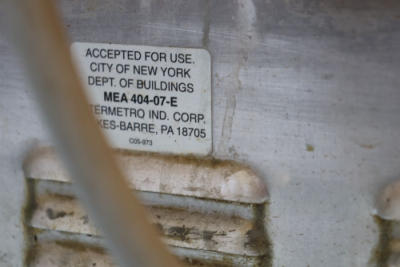 ACCEPTED FOR USE.
CITY OF NEW YORK
DEPT. OF BUILDINGS
MEA 404-07-E
TERMETRO IND. CORP.
KES-BARRE, PA 18705
C05-973